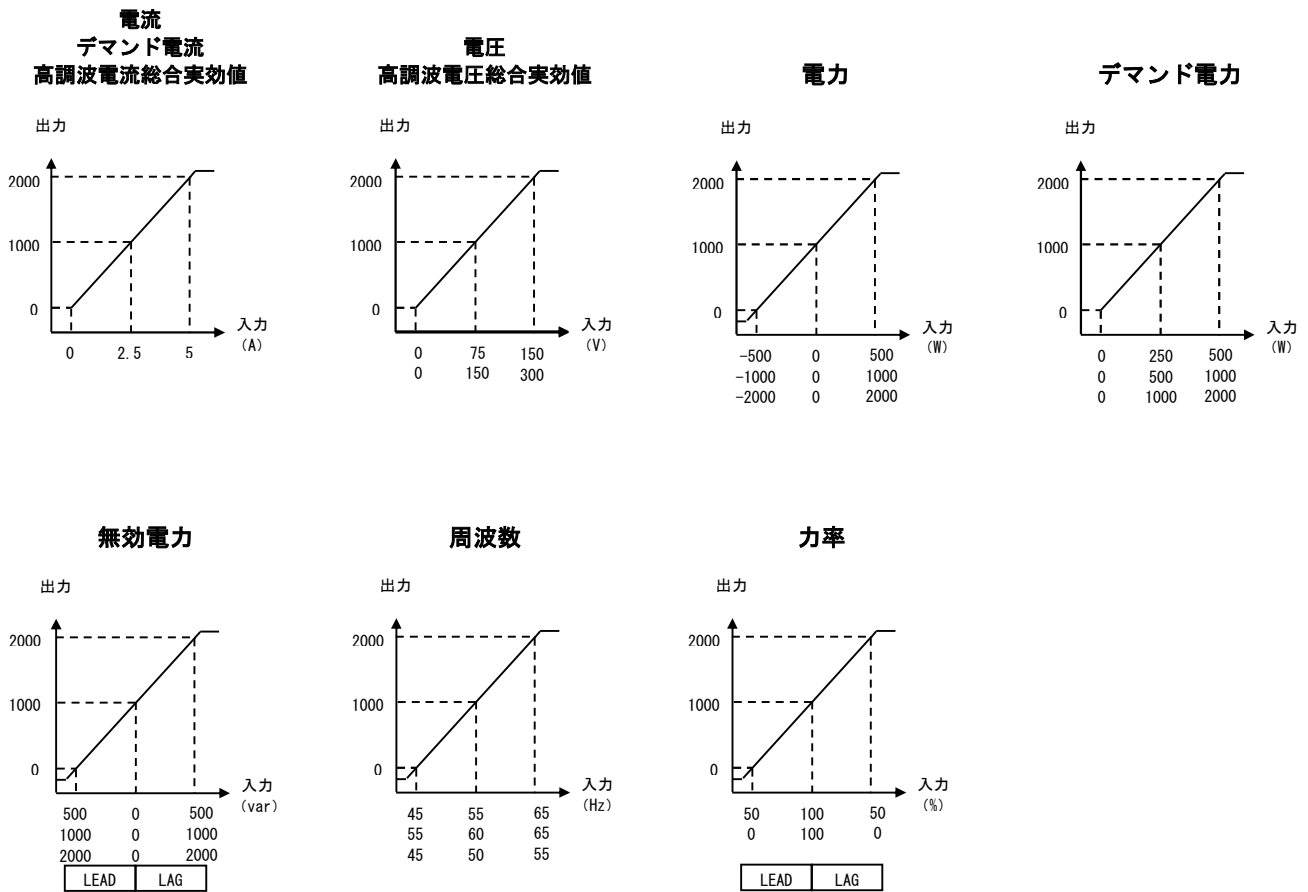 電流
デマンド電流
高調波電流総合実効値
出力
2000
1000
0
0 2.5 5
入力
(A)
電圧
高調波電圧総合実効値
出力
2000
1000
0
0 75 150
0 150 300
入力
(V)
電力
出力
2000
1000
0
-500 0 500
-1000 0 1000
-2000 0 2000
入力
(W)
デマンド電力
出力
2000
1000
0
0 250 500
0 500 1000
0 1000 2000
入力
(W)
無効電力
出力
2000
1000
0
500 0 500
1000 0 1000
2000 0 2000
LEAD LAG
入力
(var)
周波数
出力
2000
1000
0
45 55 65
55 60 65
45 50 55
入力
(Hz)
力率
出力
2000
1000
0
50 100 50
0 100 0
LEAD LAG
入力
(%)